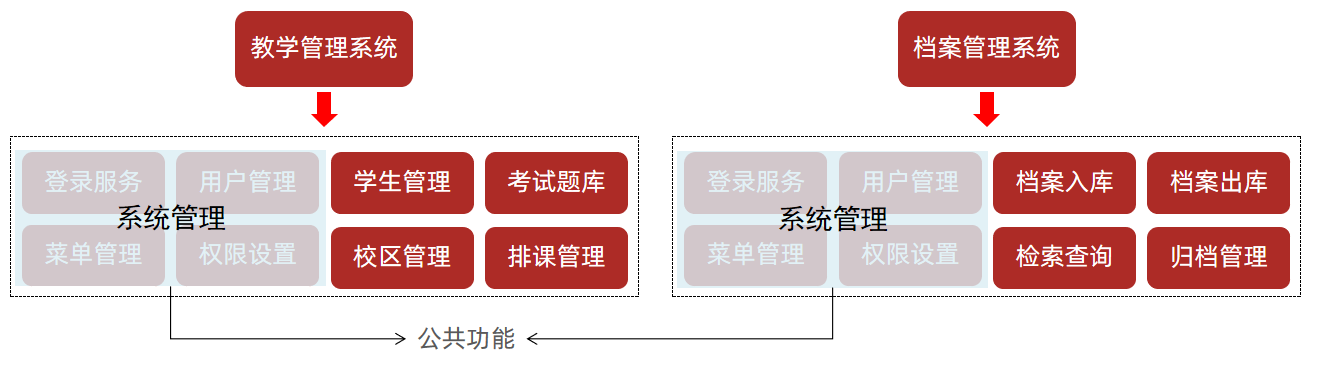 教学管理系统
档案管理系统
登录服务
用户管理
学生管理
考试题库
系统管理
菜单管理
权限设置
校区管理
排课管理
登录服务
用户管理
档案入库
档案出库
系统管理
菜单管理
权限设置
检索查询
归档管理
公共功能